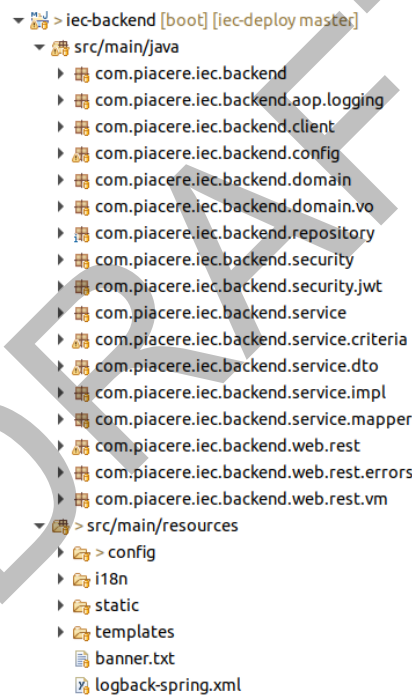 > iec-backend [boot] [iec-deploy master]
src/main/java
com.piacere.iec.backend
com.piacere.iec.backend.aop.logging
com.piacere.iec.backend.client
com.piacere.iec.backend.config
com.piacere.iec.backend.domain
com.piacere.iec.backend.domain.vo
com.piacere.iec.backend.repository
com.piacere.iec.backend.security
com.piacere.iec.backend.security.jwt
com.piacere.iec.backend.service
com.piacere.iec.backend.service.criteria
com.piacere.iec.backend.service.dto
com.piacere.iec.backend.service.impl
com.piacere.iec.backend.service.mapper
com.piacere.iec.backend.web.rest
com.piacere.iec.backend.web.rest.errors
com.piacere.iec.backend.web.rest.vm
> src/main/resources
> config
i18n
static
templates
banner.txt
logback-spring.xml
DRAF